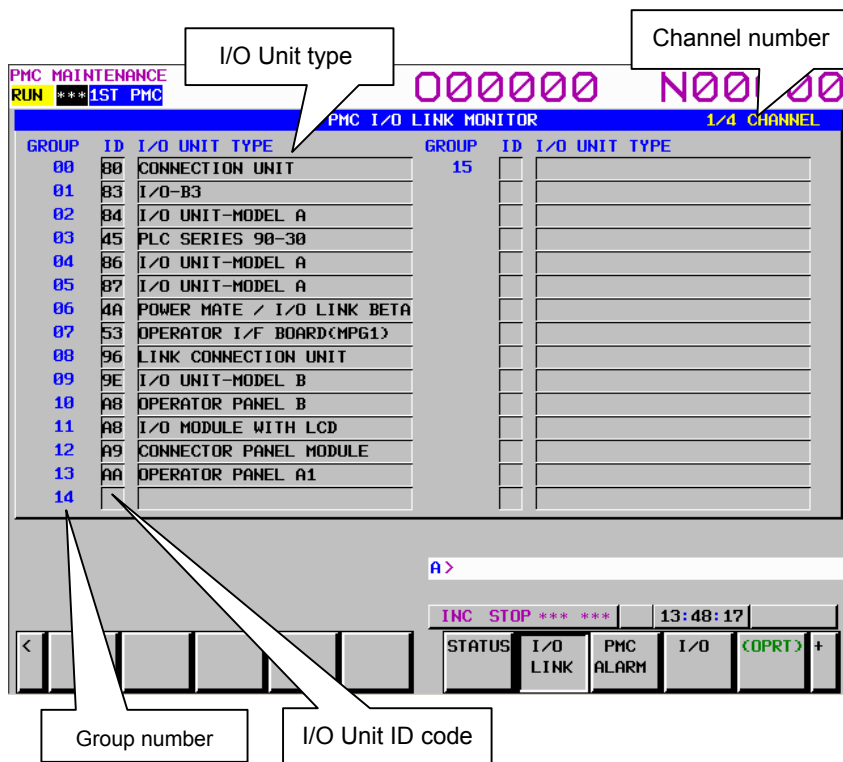 I/O Unit type
Channel number
PMC MAINTENANCE
RUN ***1ST PMC
O00000
PMC I/O LINK MONITOR
1/4 CHANNEL
GROUP ID I/O UNIT TYPE GROUP ID I/O UNIT TYPE
00 80 CONNECTION UNIT 15
01 83 I/O-B3
02 84 I/O UNIT-MODEL A
03 45 PLC SERIES 90-30
04 86 I/O UNIT-MODEL A
05 87 I/O UNIT-MODEL A
06 4A POWER MATE / I/O LINK BETA
07 53 OPERATOR I/F BOARD(MPG1)
08 96 LINK CONNECTION UNIT
09 9E I/O UNIT-MODEL B
10 A8 OPERATOR PANEL B
11 A8 I/O MODULE WITH LCD
12 A9 CONNECTOR PANEL MODULE
13 AA OPERATOR PANEL A1
14
A>
INC STOP *** *** 13:48:17
< STATUS I/O LINK PMC ALARM I/O (OPRT) +
Group number
I/O Unit ID code